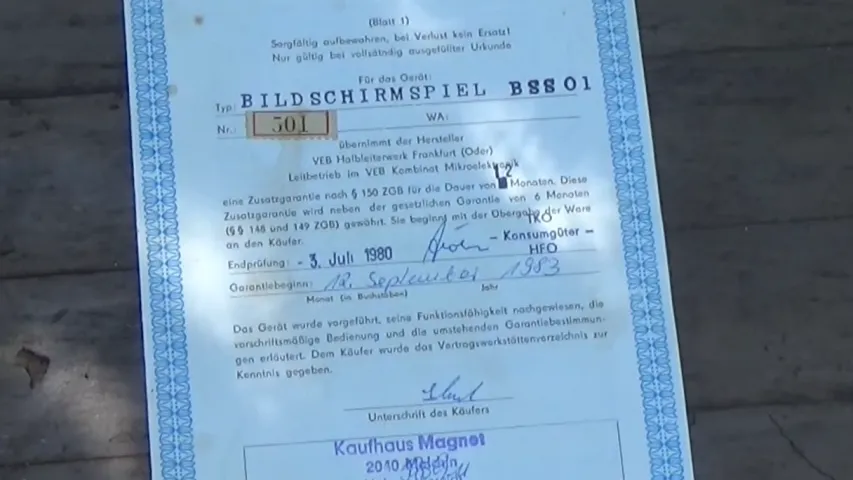 (Blatt 1)
Sorgfältig aufbewahren, bei Verlust kein Ersatz!
Nur gültig bei vollständig ausgefüllter Urkunde
Für das Gerät:
Typ: BILDSCHIRMSPIEL BSS 01
Nr.: 501 WA:
übernimmt der Hersteller
VEB Halbleiterwerk Frankfurt (Oder)
Leitbetrieb im VEB Kombinat Mikroelektronik
eine Zusatzgarantie nach § 150 ZGB für die Dauer von 12 Monaten. Diese
Zusatzgarantie wird neben der gesetzlichen Garantie von 6 Monaten
(§§ 148 und 149 ZGB) gewährt. Sie beginnt mit der Übergabe der Ware
an den Käufer. TKO
Endprüfung: - 3. Juli 1980 - Konsumgüter -
HFO
Garantiebeginn: 12. September 1983
Monat (in Buchstaben) Jahr
Das Gerät wurde vorgeführt, seine Funktionsfähigkeit nachgewiesen, die
vorschriftsmäßige Bedienung und die umstehenden Garantiebestimmun-
gen erläutert. Dem Käufer wurde das Vertragswerkstättenverzeichnis zur
Kenntnis gegeben.
Unterschrift des Käufers
Kaufhaus Magnet